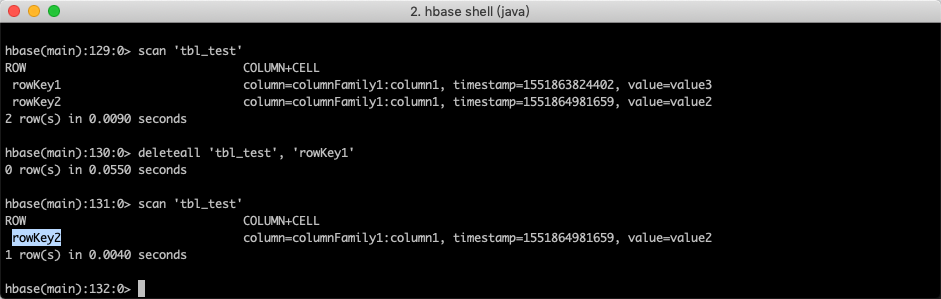 2. hbase shell (java)
hbase(main):129:0> scan 'tbl_test'
ROW COLUMN+CELL
rowKey1 column=columnFamily1:column1, timestamp=1551863824402, value=value3
rowKey2 column=columnFamily1:column1, timestamp=1551864981659, value=value2
2 row(s) in 0.0090 seconds
hbase(main):130:0> deleteall 'tbl_test', 'rowKey1'
0 row(s) in 0.0550 seconds
hbase(main):131:0> scan 'tbl_test'
ROW COLUMN+CELL
rowKey2 column=columnFamily1:column1, timestamp=1551864981659, value=value2
1 row(s) in 0.0040 seconds
hbase(main):132:0>